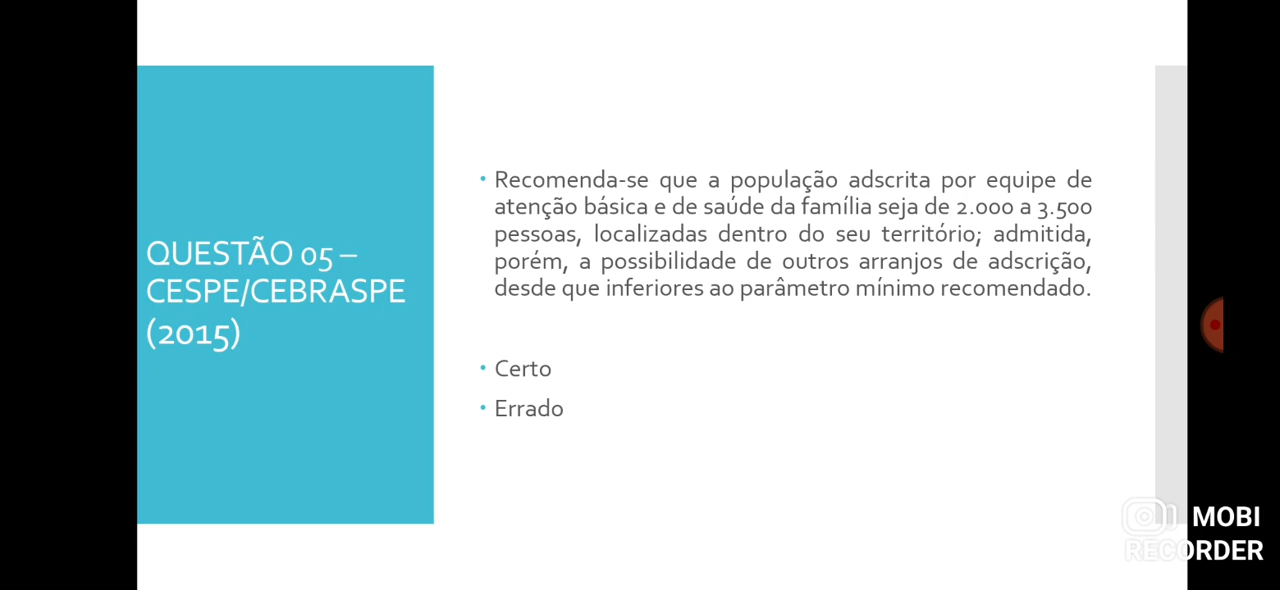 QUESTÃO 05 –
CESPE/CEBRASPE
(2015)
• Recomenda-se que a população adscrita por equipe de
atenção básica e de saúde da família seja de 2.000 a 3.500
pessoas, localizadas dentro do seu território; admitida,
porém, a possibilidade de outros arranjos de adscrição,
desde que inferiores ao parâmetro mínimo recomendado.
• Certo
• Errado
MOBI
RECORDER